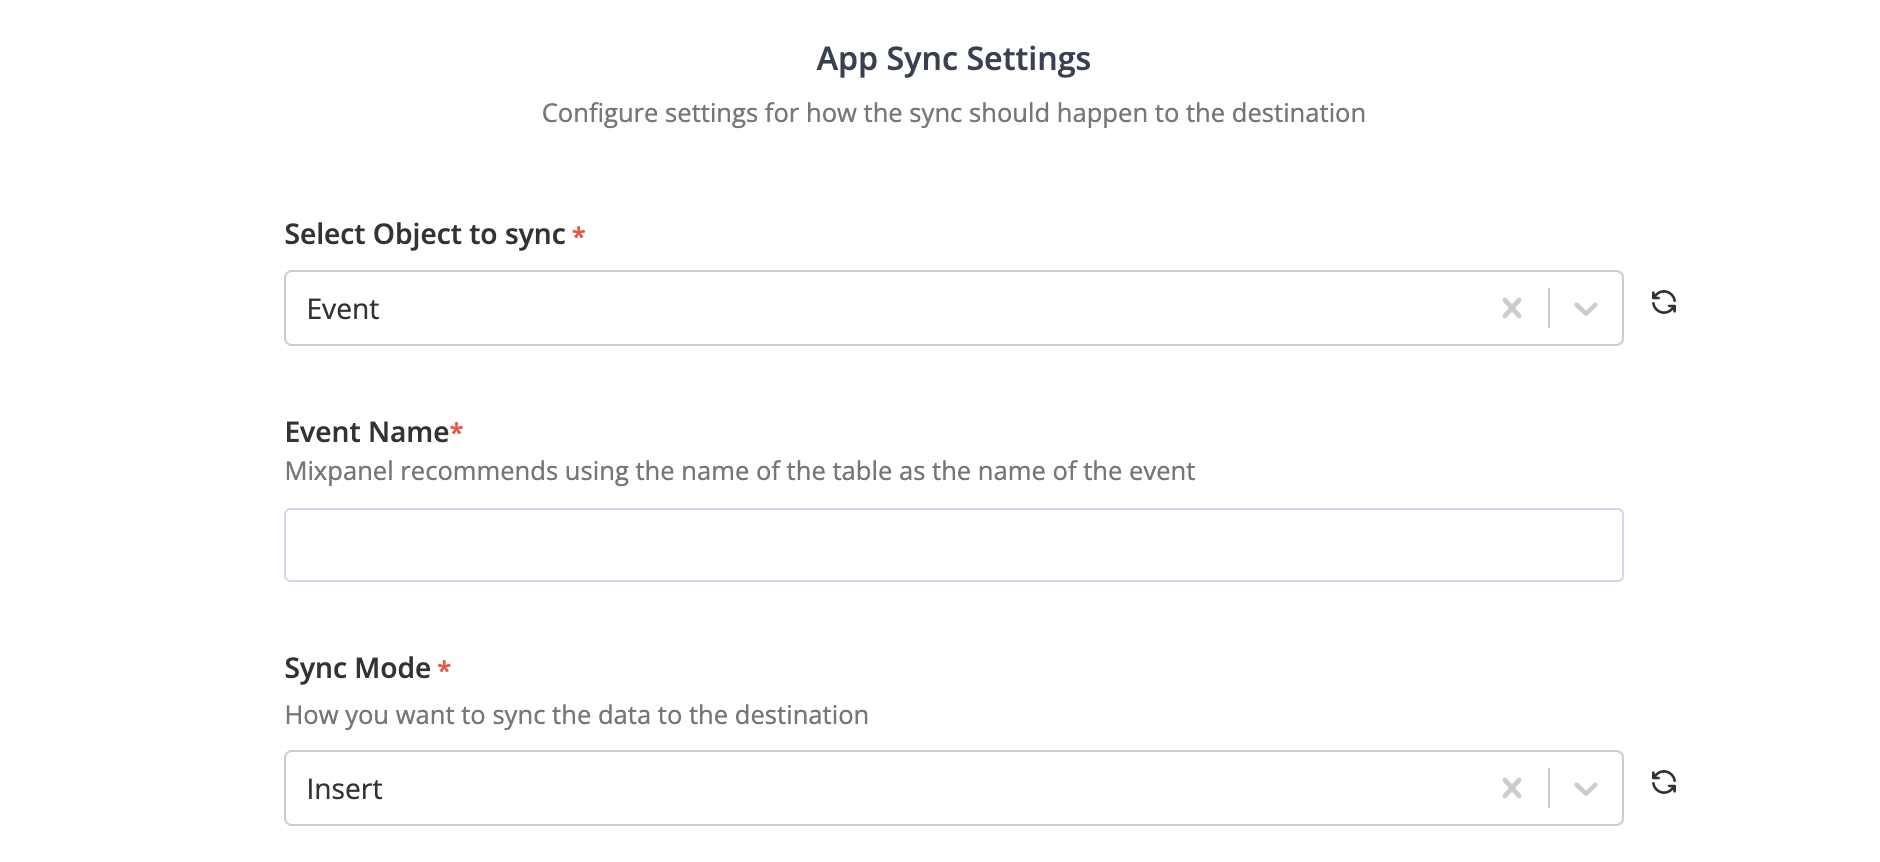 App Sync Settings
Configure settings for how the sync should happen to the destination
Select Object to sync *
Event
Event Name*
Mixpanel recommends using the name of the table as the name of the event
Sync Mode *
How you want to sync the data to the destination
Insert